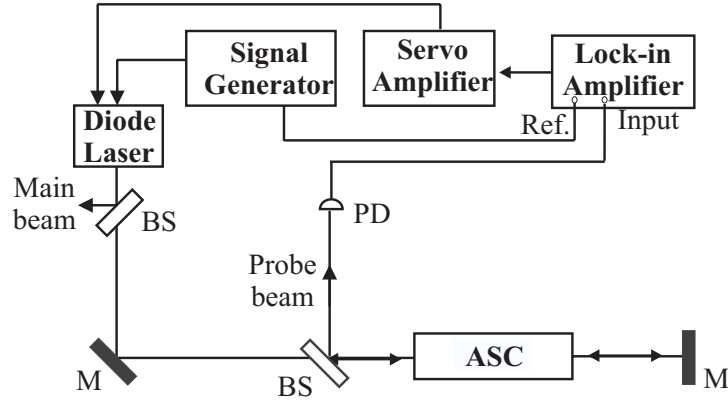 Signal
Generator
Servo
Amplifier
Lock-in
Amplifier
Ref.
Input
Diode
Laser
Main
beam
BS
PD
Probe
beam
M
BS
ASC
M